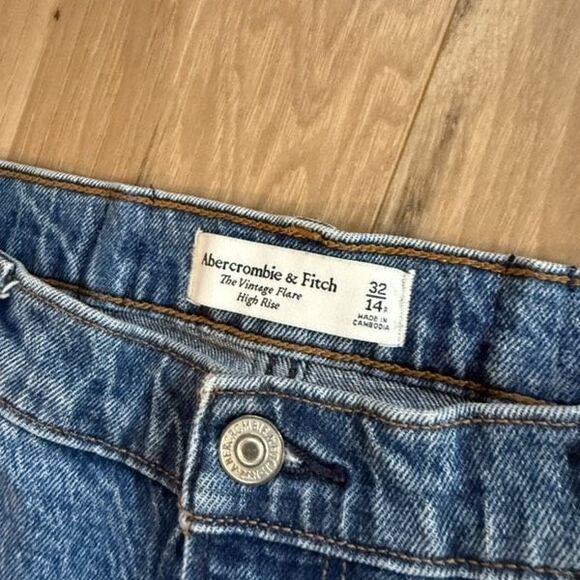 Abercrombie & Fitch
The Vintage Flare
High Rise
32
14R
MADE IN
CAMBODIA